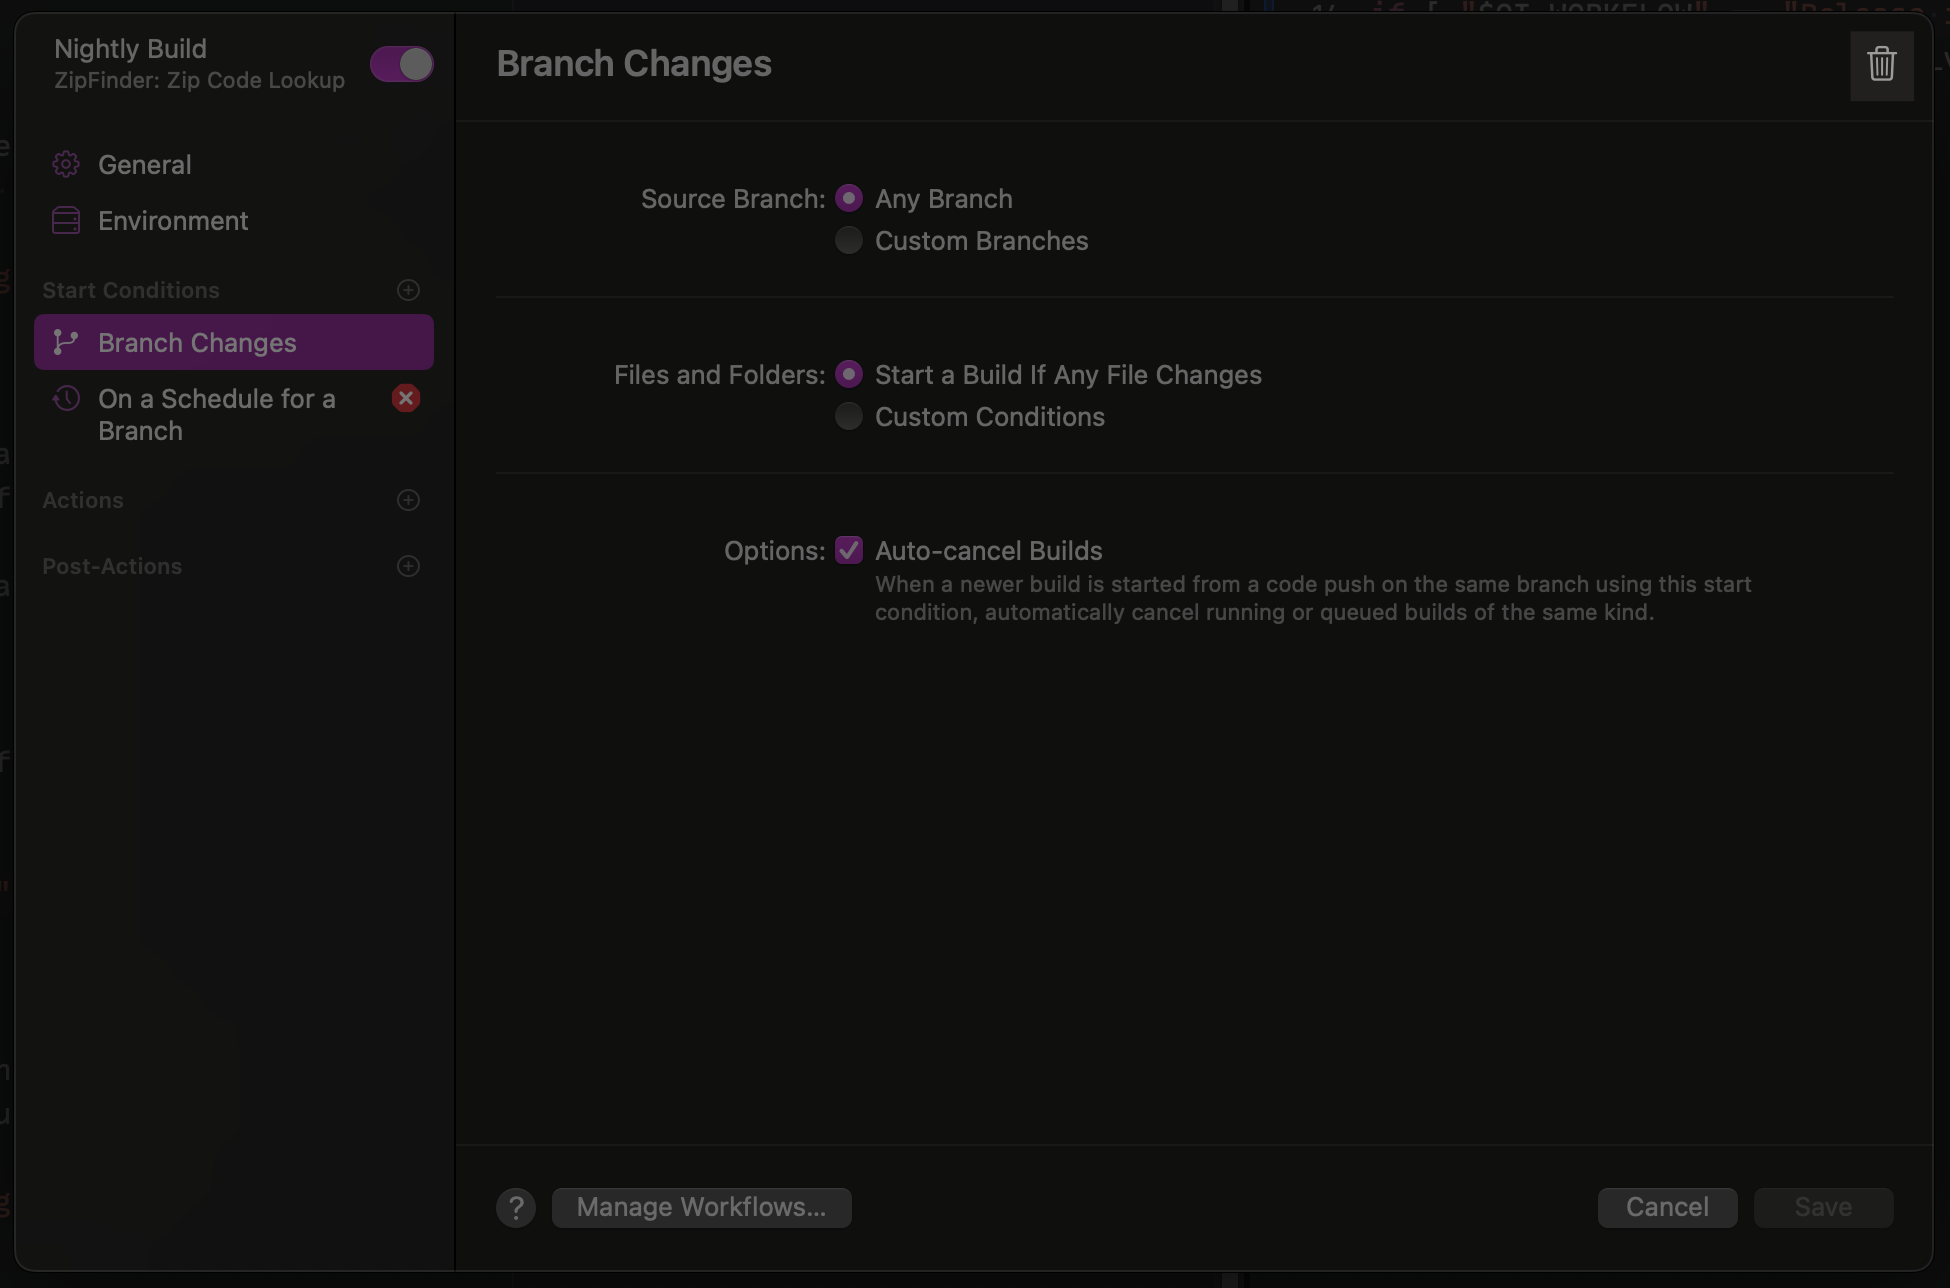 Nightly Build
ZipFinder: Zip Code Lookup
General
Environment
Start Conditions
Branch Changes
On a Schedule for a
Branch
Actions
Post-Actions
Branch Changes
Source Branch: Any Branch
Custom Branches
Files and Folders: Start a Build If Any File Changes
Custom Conditions
Options: Auto-cancel Builds
When a newer build is started from a code push on the same branch using this start
condition, automatically cancel running or queued builds of the same kind.
? Manage Workflows...
Cancel
Save